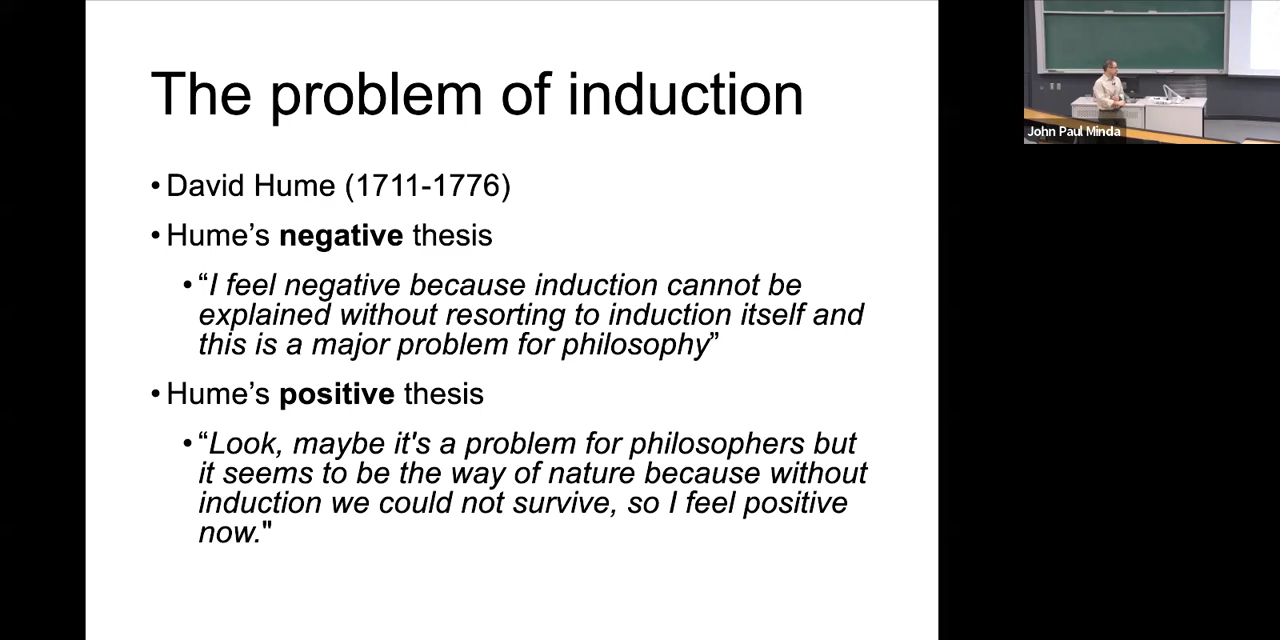 The problem of induction
• David Hume (1711-1776)
• Hume’s negative thesis
• “I feel negative because induction cannot be
explained without resorting to induction itself and
this is a major problem for philosophy”
• Hume’s positive thesis
• “Look, maybe it's a problem for philosophers but
it seems to be the way of nature because without
induction we could not survive, so I feel positive
now."
John Paul Minda